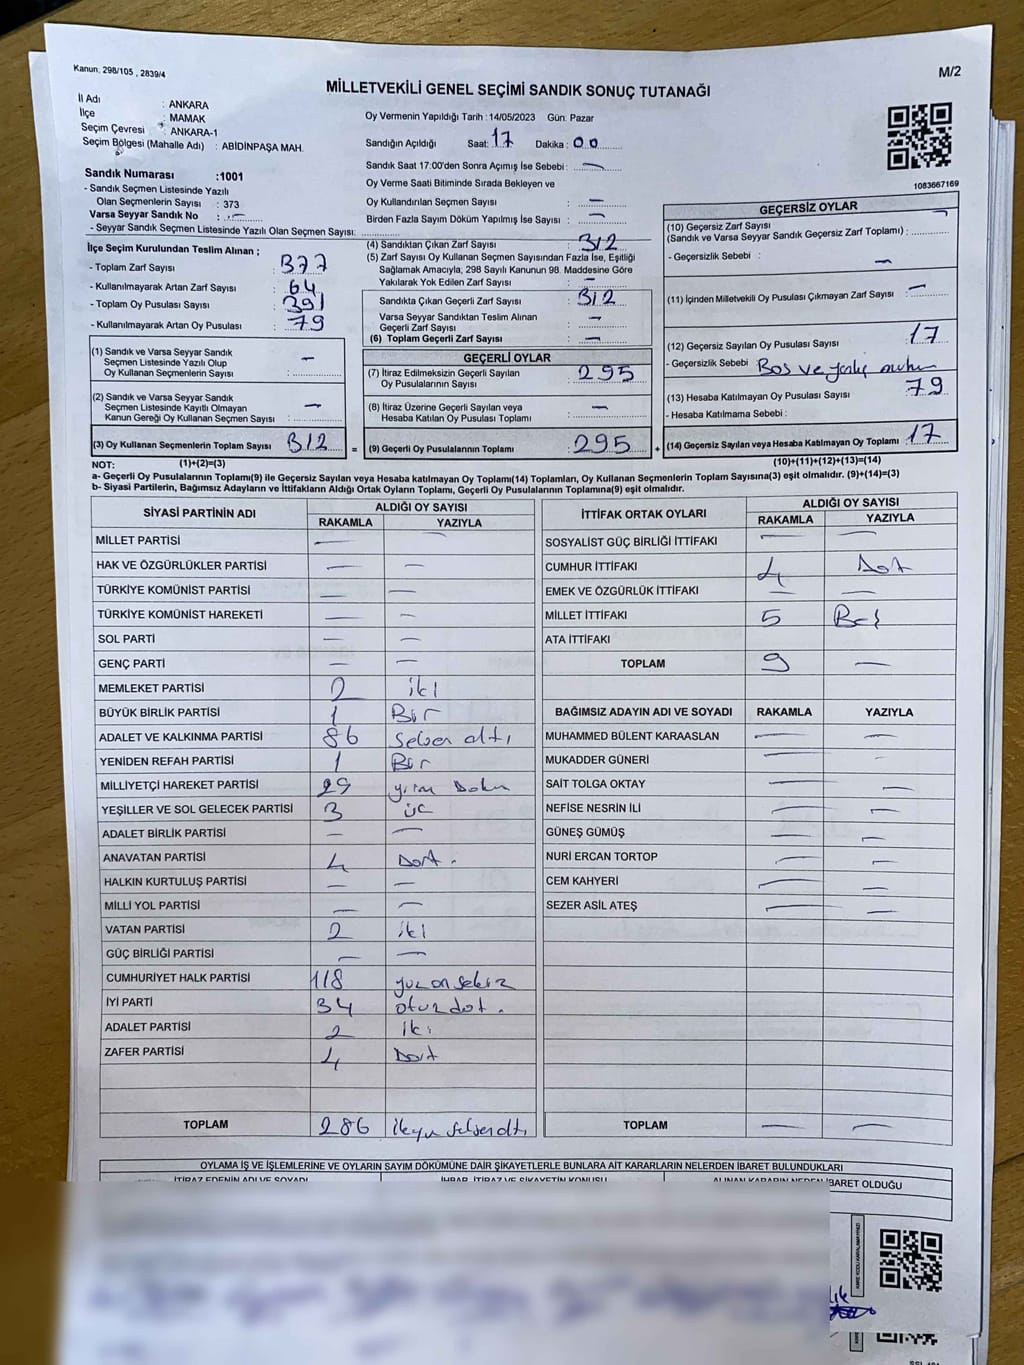 Kanun. 298/105 , 2839/4
M/2
MİLLETVEKİLİ GENEL SEÇİMİ SANDIK SONUÇ TUTANAĞI
İl Adı : ANKARA
İlçe : MAMAK
Seçim Çevresi : ANKARA-1
Seçim Bölgesi (Mahalle Adı) : ABİDİNPAŞA MAH.
Sandık Numarası :1001
- Sandık Seçmen Listesinde Yazılı
Olan Seçmenlerin Sayısı : 373
Varsa Seyyar Sandık No : —
- Seyyar Sandık Seçmen Listesinde Yazılı Olan Seçmen Sayısı:
İlçe Seçim Kurulundan Teslim Alınan ;
- Toplam Zarf Sayısı : 377
- Kullanılmayarak Artan Zarf Sayısı : 64
- Toplam Oy Pusulası Sayısı : 391
- Kullanılmayarak Artan Oy Pusulası : 79
(1) Sandık ve Varsa Seyyar Sandık
Seçmen Listesinde Yazılı Olup
Oy Kullanan Seçmenlerin Sayısı : —
(2) Sandık ve Varsa Seyyar Sandık
Seçmen Listesinde Kayıtlı Olmayan
Kanun Gereği Oy Kullanan Seçmen Sayısı : —
(3) Oy Kullanan Seçmenlerin Toplam Sayısı 312
(1)+(2)=(3)
Oy Vermenin Yapıldığı Tarih : 14/05/2023 Gün: Pazar
Sandığın Açıldığı Saat: 17 Dakika : 00
Sandık Saat 17:00'den Sonra Açımış İse Sebebi : —
Oy Verme Saati Bitiminde Sırada Bekleyen ve
Oy Kullandırılan Seçmen Sayısı : —
Birden Fazla Sayım Döküm Yapılmış İse Sayısı : —
(4) Sandıktan Çıkan Zarf Sayısı : 312
(5) Zarf Sayısı Oy Kullanan Seçmen Sayısından Fazla İse, Eşitliği
Sağlamak Amacıyla, 298 Sayılı Kanunun 98. Maddesine Göre
Yakılarak Yok Edilen Zarf Sayısı : —
Sandıkta Çıkan Geçerli Zarf Sayısı : 312
Varsa Seyyar Sandıktan Teslim Alınan
Geçerli Zarf Sayısı : —
(6) Toplam Geçerli Zarf Sayısı : —
GEÇERLİ OYLAR
(7) İtiraz Edilmeksizin Geçerli Sayılan
Oy Pusulalarının Sayısı : 295
(8) İtiraz Üzerine Geçerli Sayılan veya
Hesaba Katılan Oy Pusulası Toplamı : —
= (9) Geçerli Oy Pusulalarının Toplamı 295 +
1083667169
GEÇERSİZ OYLAR
(10) Geçersiz Zarf Sayısı
(Sandık ve Varsa Seyyar Sandık Geçersiz Zarf Toplamı) : —
- Geçersizlik Sebebi : —
(11) İçinden Milletvekili Oy Pusulası Çıkmayan Zarf Sayısı : —
(12) Geçersiz Sayılan Oy Pusulası Sayısı : 17
- Geçersizlik Sebebi : Boş ve yanlış
(13) Hesaba Katılmayan Oy Pusulası Sayısı : 79
- Hesaba Katılmama Sebebi :
(14) Geçersiz Sayılan veya Hesaba Katılmayan Oy Toplamı 17
(10)+(11)+(12)+(13)=(14)
NOT:
a- Geçerli Oy Pusulalarının Toplamı(9) ile Geçersiz Sayılan veya Hesaba katılmayan Oy Toplamı(14) Toplamları, Oy Kullanan Seçmenlerin Toplam Sayısına(3) eşit olmalıdır. (9)+(14)=(3)
b- Siyasi Partilerin, Bağımsız Adayların ve İttifakların Aldığı Ortak Oyların Toplamı, Geçerli Oy Pusulalarının Toplamına(9) eşit olmalıdır.
SİYASİ PARTİNİN ADI ALDIĞI OY SAYISI
RAKAMLA YAZIYLA
MİLLET PARTİSİ — —
HAK VE ÖZGÜRLÜKLER PARTİSİ — —
TÜRKİYE KOMÜNİST PARTİSİ — —
TÜRKİYE KOMÜNİST HAREKETİ — —
SOL PARTİ — —
GENÇ PARTİ — —
MEMLEKET PARTİSİ 2 iki
BÜYÜK BİRLİK PARTİSİ 1 Bir
ADALET VE KALKINMA PARTİSİ 86 Seksen altı
YENİDEN REFAH PARTİSİ 1 Bir
MİLLİYETÇİ HAREKET PARTİSİ 29 yirmi Dokuz
YEŞİLLER VE SOL GELECEK PARTİSİ 3 üç
ADALET BİRLİK PARTİSİ — —
ANAVATAN PARTİSİ 4 Dört.
HALKIN KURTULUŞ PARTİSİ — —
MİLLİ YOL PARTİSİ — —
VATAN PARTİSİ 2 iki
GÜÇ BİRLİĞİ PARTİSİ — —
CUMHURİYET HALK PARTİSİ 118 yüz on sekiz
İYİ PARTİ 34 otuz dört.
ADALET PARTİSİ 2 iki
ZAFER PARTİSİ 4 Dört
TOPLAM 286 ikiyüz seksen altı
İTTİFAK ORTAK OYLARI ALDIĞI OY SAYISI
RAKAMLA YAZIYLA
SOSYALİST GÜÇ BİRLİĞİ İTTİFAKI — —
CUMHUR İTTİFAKI 4 Dört
EMEK VE ÖZGÜRLÜK İTTİFAKI — —
MİLLET İTTİFAKI 5 Beş
ATA İTTİFAKI
TOPLAM 9 —
BAĞIMSIZ ADAYIN ADI VE SOYADI RAKAMLA YAZIYLA
MUHAMMED BÜLENT KARAASLAN — —
MUKADDER GÜNERİ — —
SAİT TOLGA OKTAY — —
NEFİSE NESRİN İLİ — —
GÜNEŞ GÜMÜŞ — —
NURİ ERCAN TORTOP — —
CEM KAHYERİ — —
SEZER ASİL ATEŞ — —
TOPLAM — —
OYLAMA İŞ VE İŞLEMLERİNE VE OYLARIN SAYIM DÖKÜMÜNE DAİR ŞİKAYETLERLE BUNLARA AİT KARARLARIN NELERDEN İBARET BULUNDUKLARI
İTİRAZ EDENİN ADI VE SOYADI İHBAR, İTİRAZ VE ŞİKAYETİN KONUSU ALINAN KARARIN NEDEN İBARET OLDUĞU